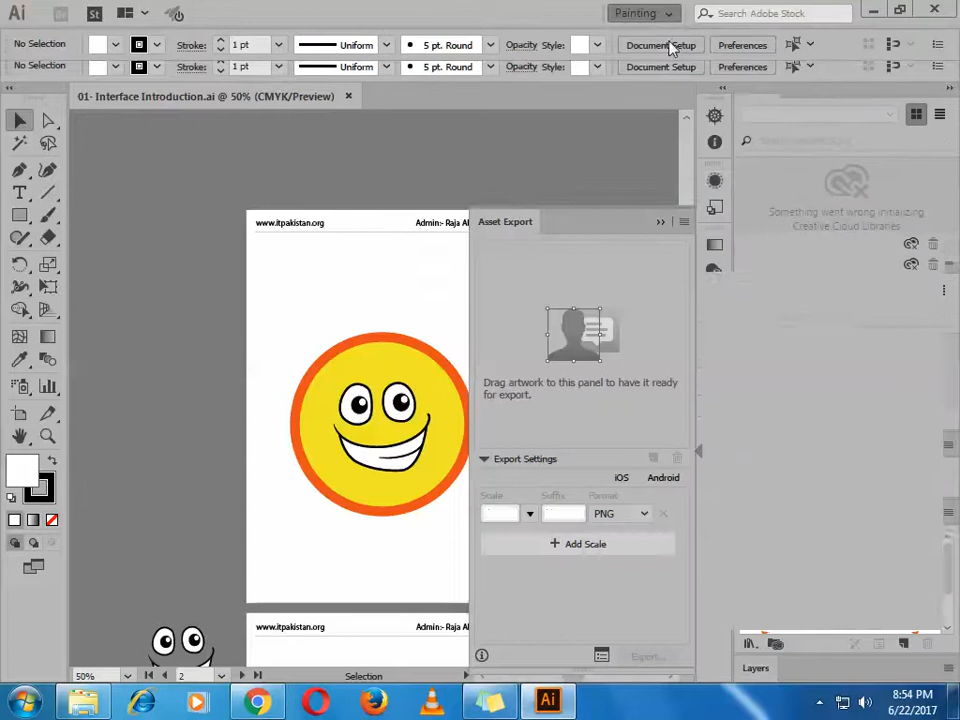 Ai Br St Painting Search Adobe Stock
No Selection Stroke: 1 pt Uniform 5 pt. Round Opacity Style: Document Setup Preferences
No Selection Stroke: 1 pt Uniform 5 pt. Round Opacity Style: Document Setup Preferences
01- Interface Introduction.ai @ 50% (CMYK/Preview)
www.itpakistan.org Admin:- Raja Al
Asset Export
Something went wrong initializing
Creative Cloud Libraries
Drag artwork to this panel to have it ready
for export.
Export Settings
iOS Android
Scale Suffix Format
PNG
+ Add Scale
www.itpakistan.org Admin:- Raja Al
Export...
50% 2 Selection
Layers
Ai
8:54 PM
6/22/2017